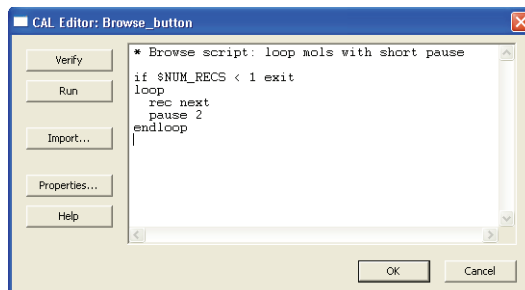 CAL Editor: Browse_button
Verify
Run
Import...
Properties...
Help
* Browse script: loop mols with short pause
if $NUM_RECS < 1 exit
loop
rec next
pause 2
endloop
OK
Cancel